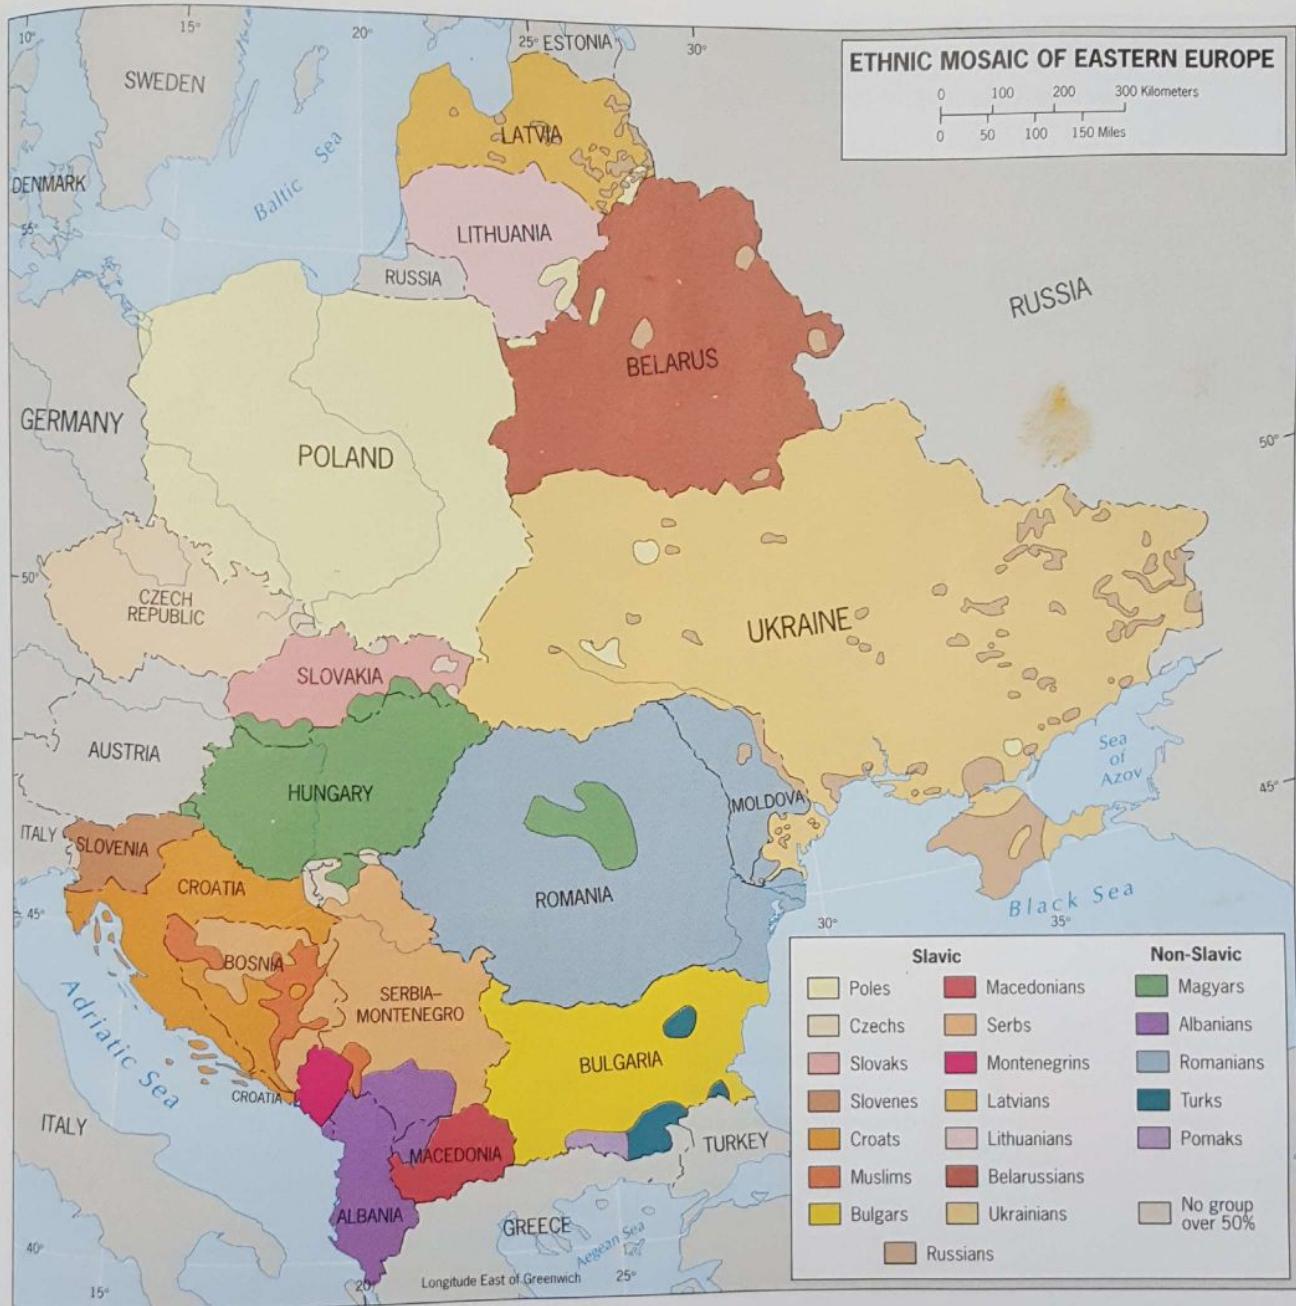 10°
15°
20°
25°
ESTONIA
30°
ETHNIC MOSAIC OF EASTERN EUROPE
0 100 200 300 Kilometers
0 50 100 150 Miles
SWEDEN
Baltic Sea
LATVIA
DENMARK
55°
LITHUANIA
RUSSIA
RUSSIA
BELARUS
GERMANY
POLAND
50°
50°
CZECH
REPUBLIC
UKRAINE
SLOVAKIA
AUSTRIA
HUNGARY
Sea
of
Azov
45°
MOLDOVA
ITALY
SLOVENIA
CROATIA
ROMANIA
Black Sea
30°
35°
45°
BOSNIA
SERBIA–
MONTENEGRO
Adriatic Sea
BULGARIA
CROATIA
ITALY
MACEDONIA
TURKEY
ALBANIA
GREECE
Aegean Sea
40°
15°
20°
Longitude East of Greenwich
25°
Slavic
Poles
Czechs
Slovaks
Slovenes
Croats
Muslims
Bulgars
Macedonians
Serbs
Montenegrins
Latvians
Lithuanians
Belarussians
Ukrainians
Russians
Non-Slavic
Magyars
Albanians
Romanians
Turks
Pomaks
No group
over 50%